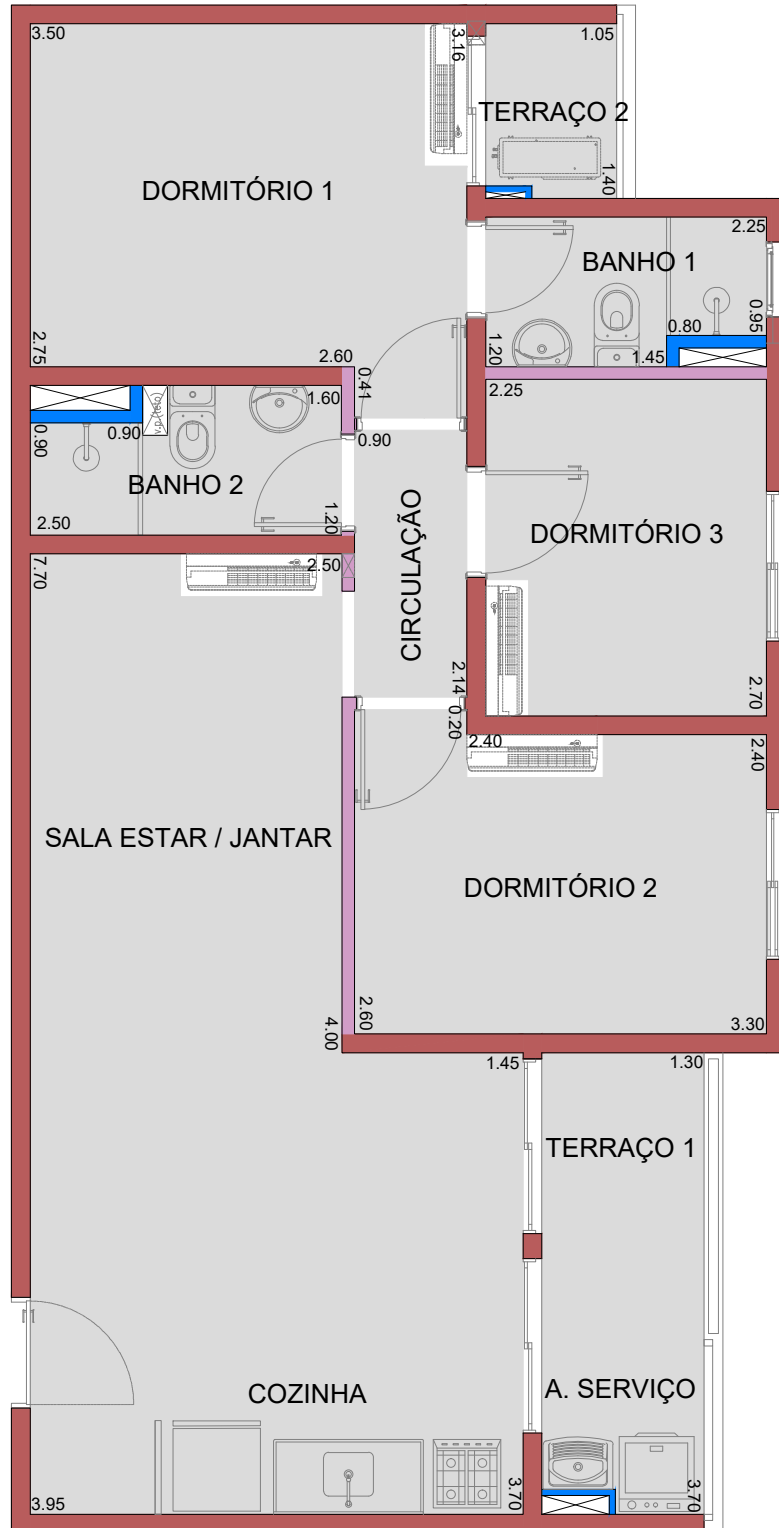 3.50
3.16
1.05
TERRAÇO 2
1.40
DORMITÓRIO 1
2.25
BANHO 1
0.95
0.80
2.75
2.60
1.20
1.45
0.41
2.25
1.60
v.p.(teto)
0.90
0.90
0.90
BANHO 2
2.50
1.20
CIRCULAÇÃO
DORMITÓRIO 3
7.70
2.50
2.14
2.70
0.20
2.40
2.40
SALA ESTAR / JANTAR
DORMITÓRIO 2
2.60
3.30
4.00
1.45
1.30
TERRAÇO 1
COZINHA
A. SERVIÇO
3.95
3.70
3.70